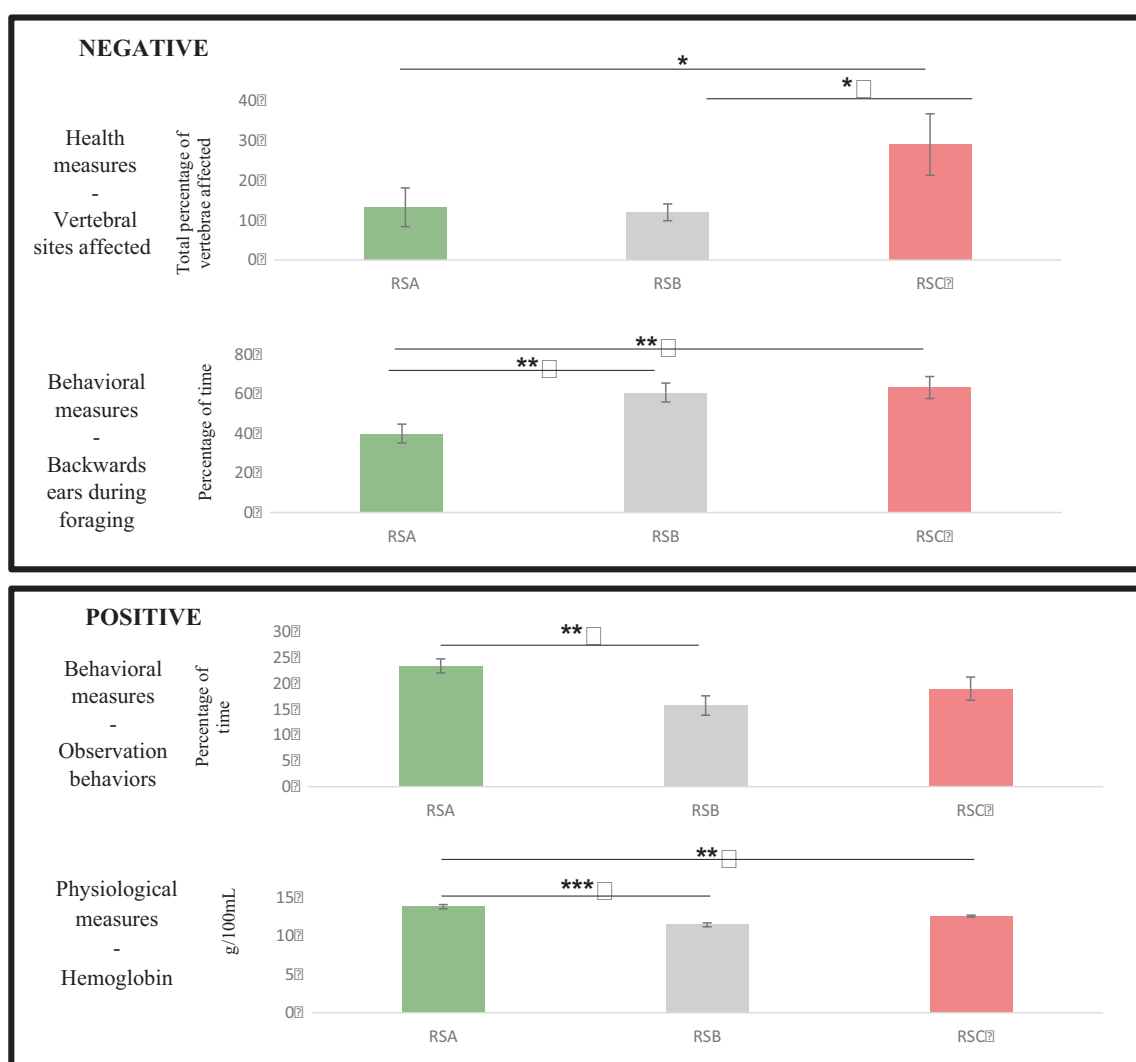 NEGATIVE
*
*
Health
measures
-
Vertebral
sites affected
Total percentage of
vertebrae affected
40
30
20
10
0
RSA
RSB
RSC
**
**
Behavioral
measures
-
Backwards
ears during
foraging
Percentage of time
80
60
40
20
0
RSA
RSB
RSC
POSITIVE
**
Behavioral
measures
-
Observation
behaviors
Percentage of
time
30
25
20
15
10
5
0
RSA
RSB
RSC
**
***
Physiological
measures
-
Hemoglobin
g/100mL
15
10
5
0
RSA
RSB
RSC